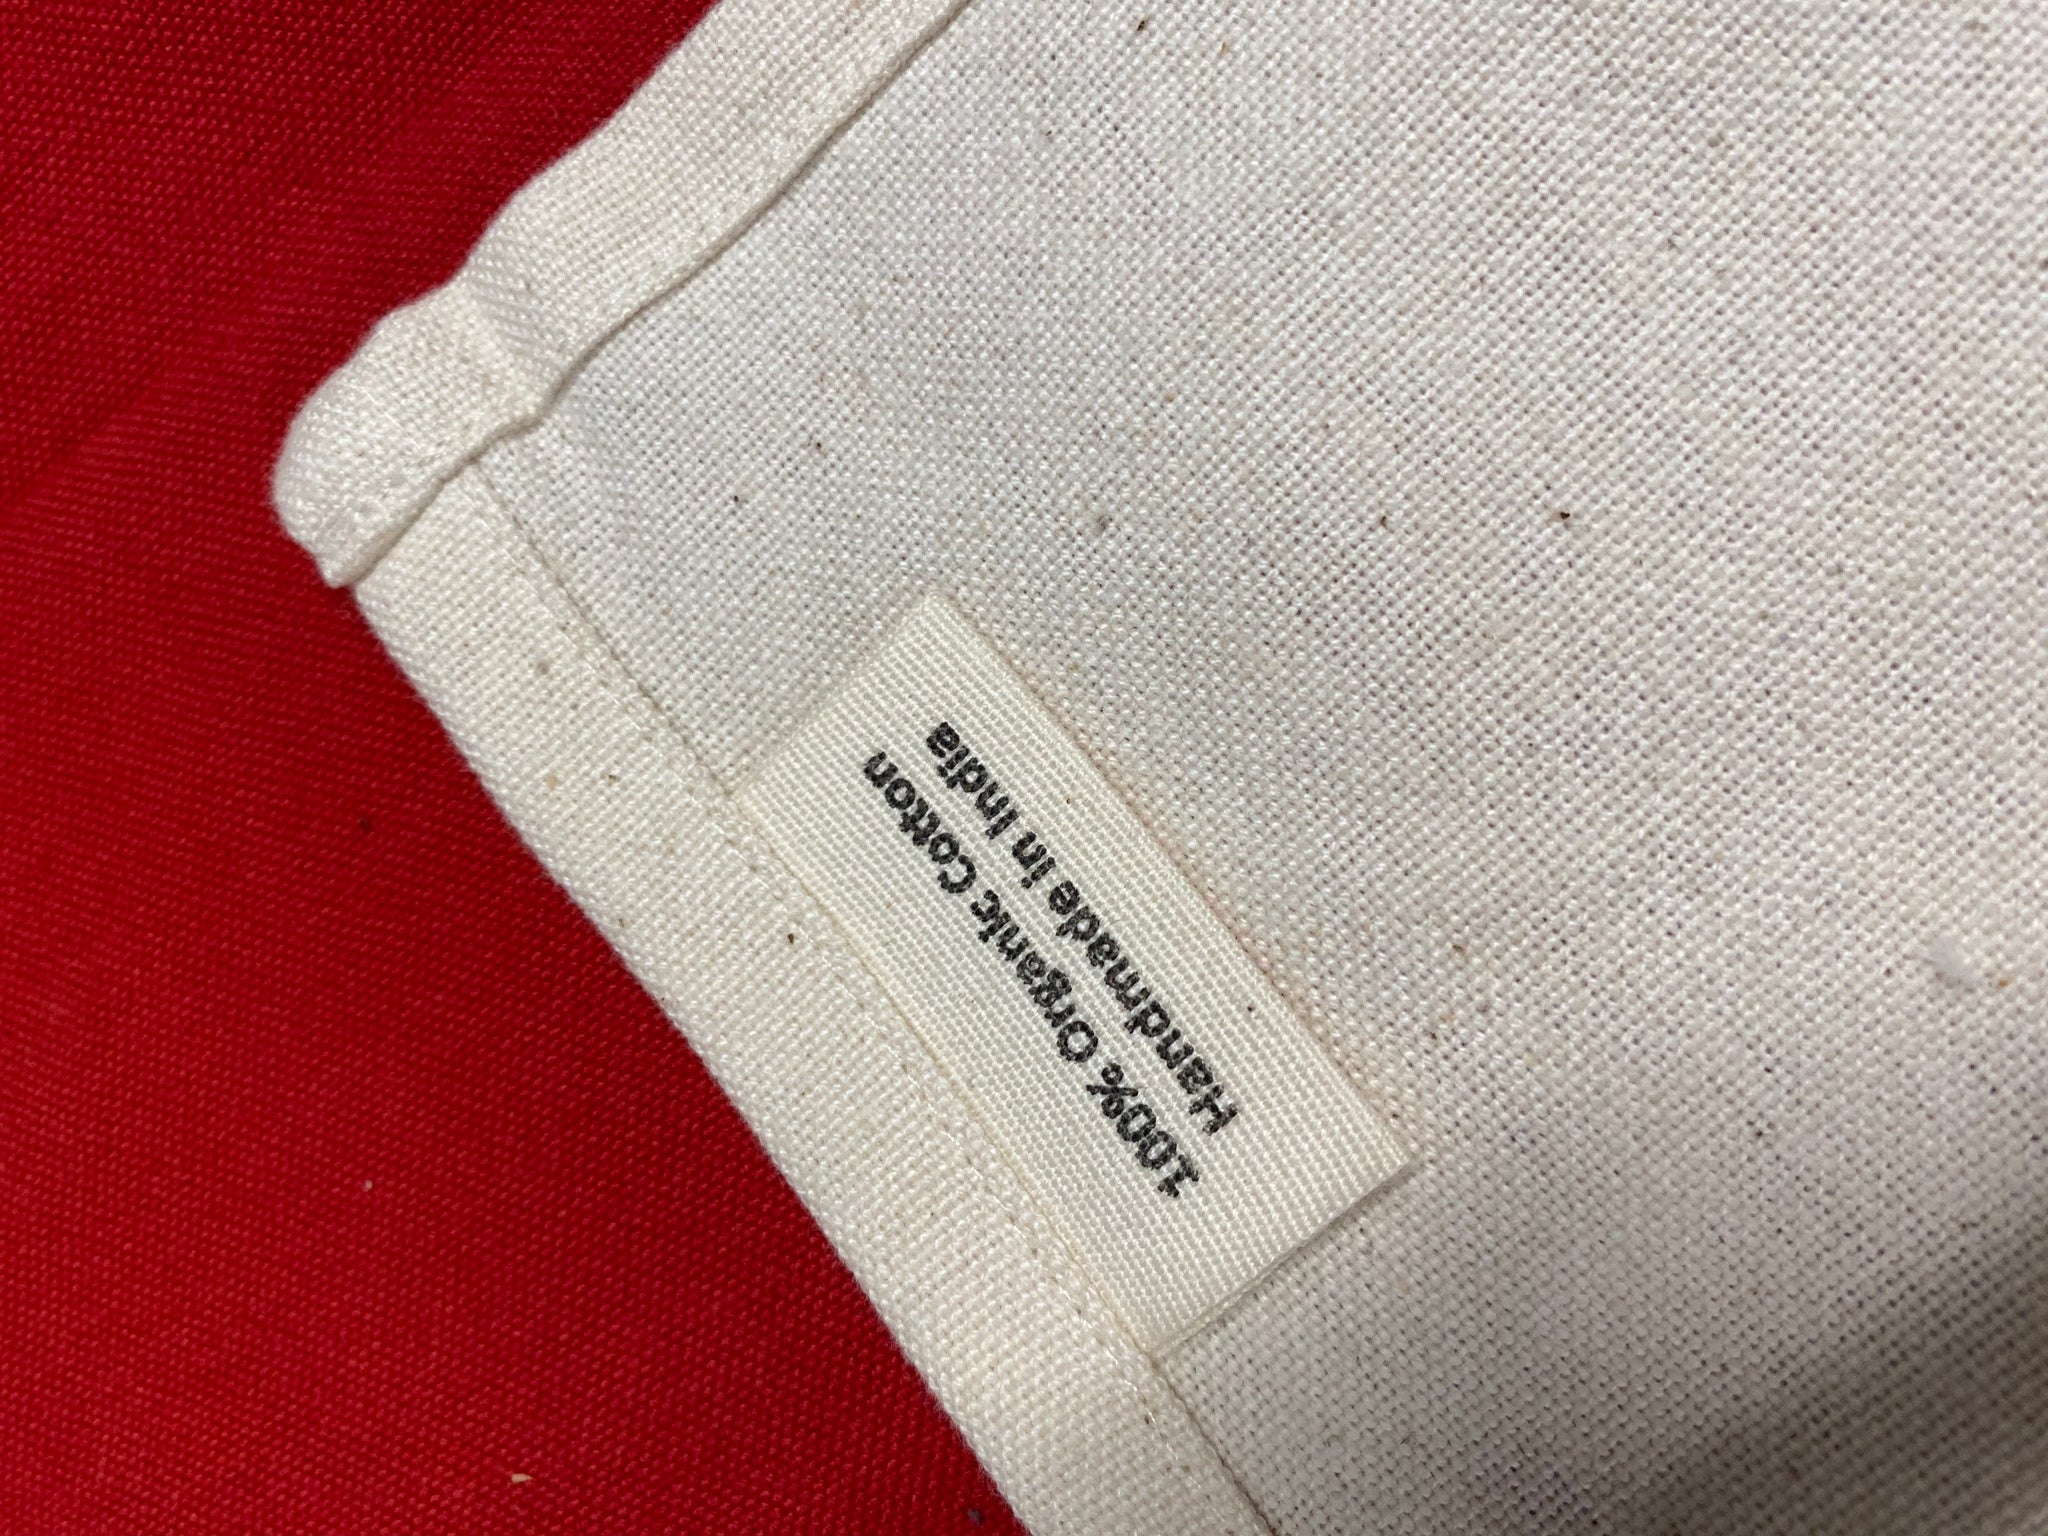 100% Organic Cotton
Handmade in India